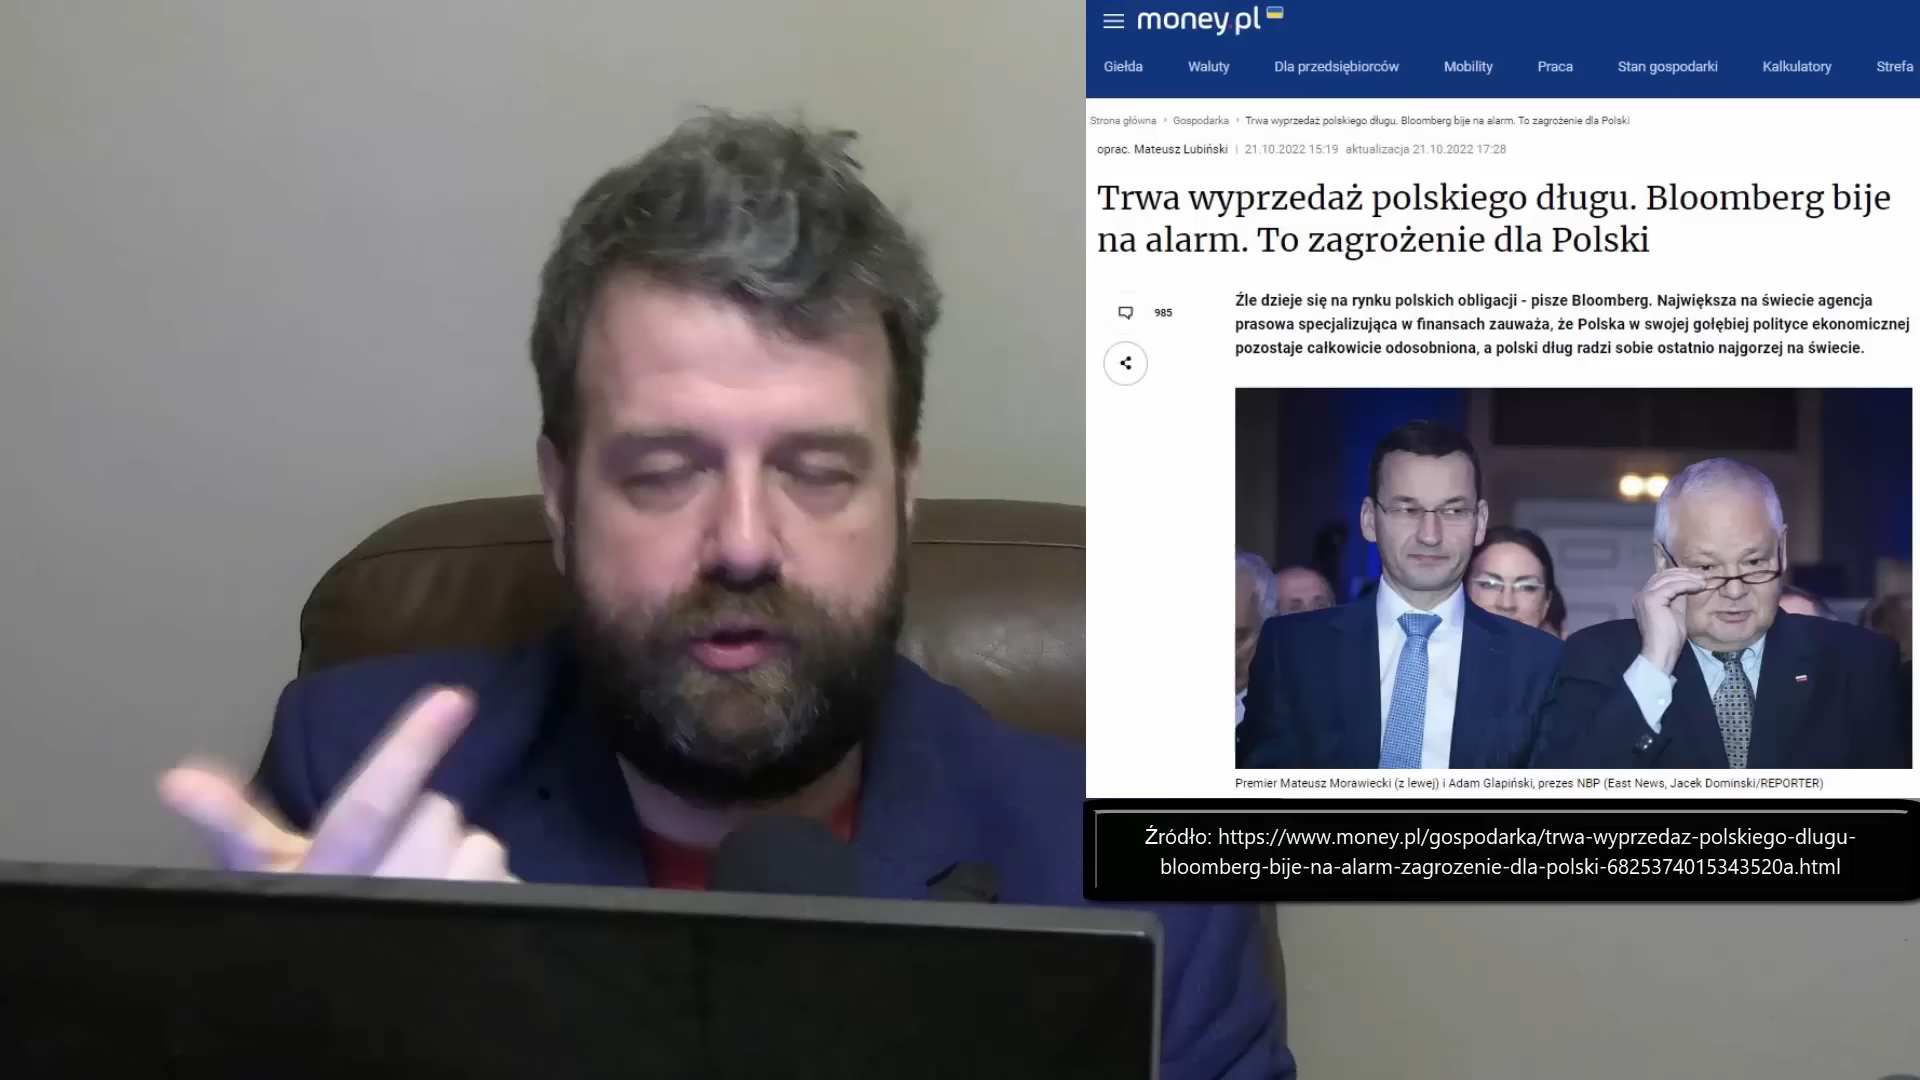 money.pl
Giełda Waluty Dla przedsiębiorców Mobility Praca Stan gospodarki Kalkulatory Strefa
Strona główna > Gospodarka > Trwa wyprzedaż polskiego długu. Bloomberg bije na alarm. To zagrożenie dla Polski
oprac. Mateusz Lubiński | 21.10.2022 15:19 aktualizacja 21.10.2022 17:28
Trwa wyprzedaż polskiego długu. Bloomberg bije
na alarm. To zagrożenie dla Polski
985
Źle dzieje się na rynku polskich obligacji - pisze Bloomberg. Największa na świecie agencja
prasowa specjalizująca w finansach zauważa, że Polska w swojej gołębiej polityce ekonomicznej
pozostaje całkowicie odosobniona, a polski dług radzi sobie ostatnio najgorzej na świecie.
Premier Mateusz Morawiecki (z lewej) i Adam Glapiński, prezes NBP (East News, Jacek Dominski/REPORTER)
Źródło: https://www.money.pl/gospodarka/trwa-wyprzedaz-polskiego-dlugu-
bloomberg-bije-na-alarm-zagrozenie-dla-polski-6825374015343520a.html